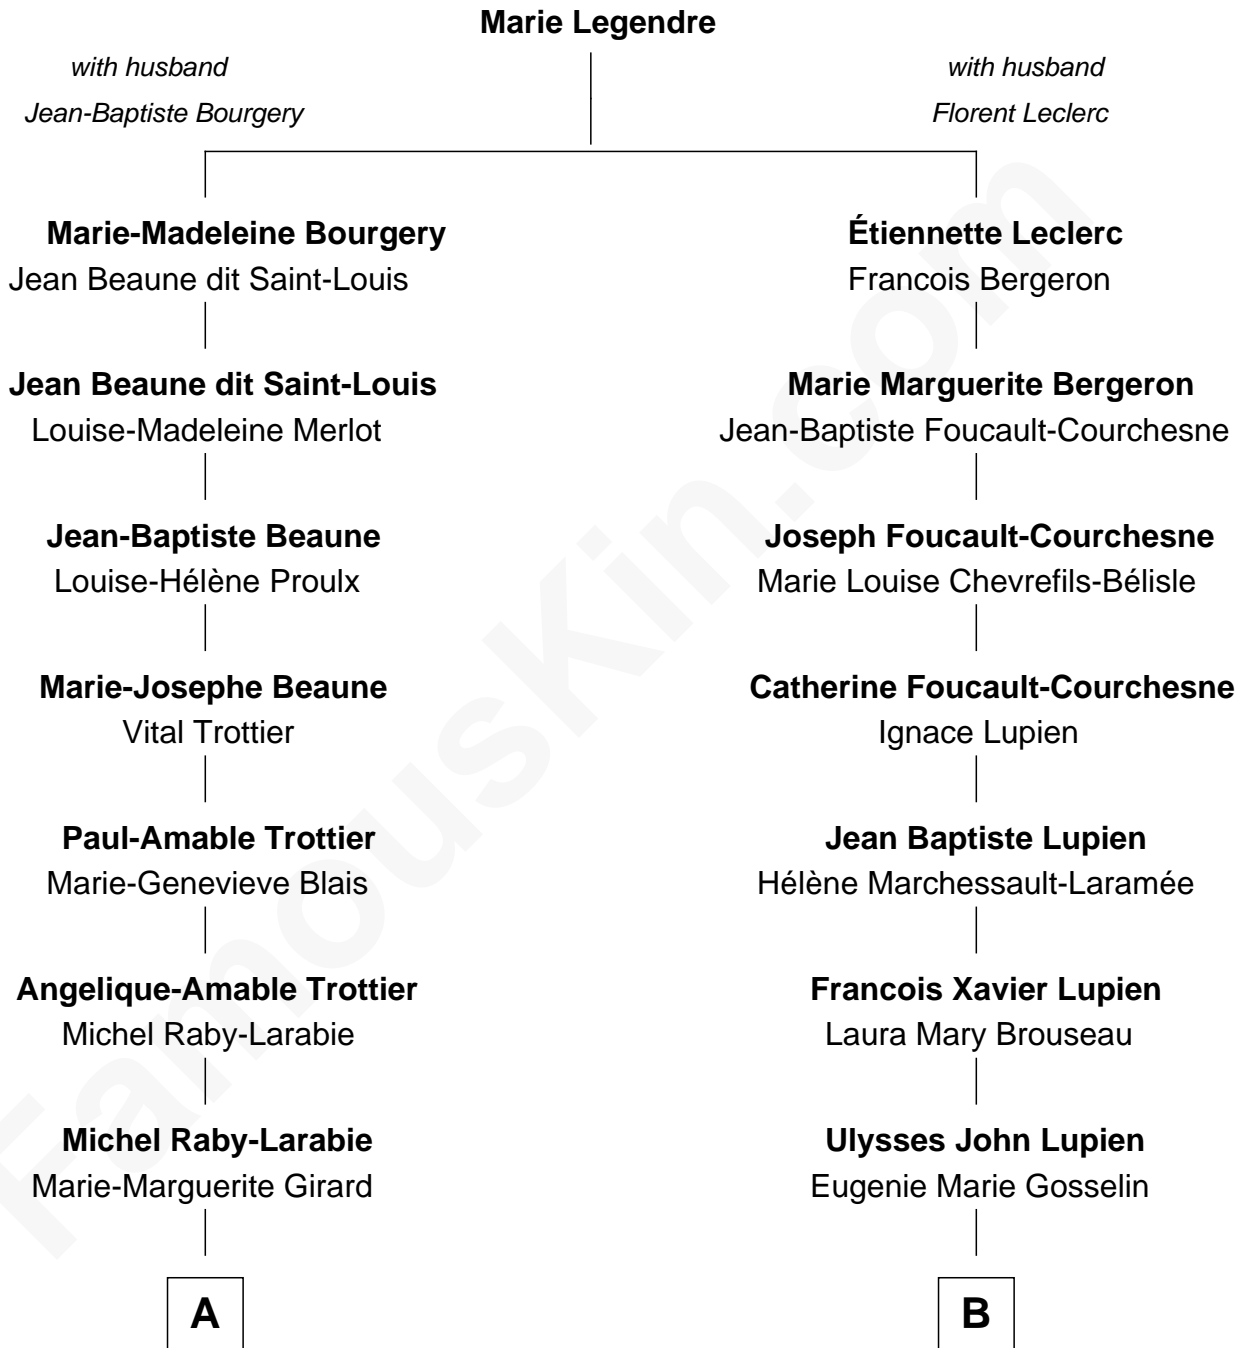 Marie Legendre
with husband
Jean-Baptiste Bourgery
with husband
Florent Leclerc
Marie-Madeleine Bourgery
Jean Beaune dit Saint-Louis
Étiennette Leclerc
Francois Bergeron
Jean Beaune dit Saint-Louis
Louise-Madeleine Merlot
Marie Marguerite Bergeron
Jean-Baptiste Foucault-Courchesne
Jean-Baptiste Beaune
Louise-Hélène Proulx
Joseph Foucault-Courchesne
Marie Louise Chevrefils-Bélisle
Marie-Josephe Beaune
Vital Trottier
Catherine Foucault-Courchesne
Ignace Lupien
Paul-Amable Trottier
Marie-Genevieve Blais
Jean Baptiste Lupien
Hélène Marchessault-Laramée
Angelique-Amable Trottier
Michel Raby-Larabie
Francois Xavier Lupien
Laura Mary Brouseau
Michel Raby-Larabie
Marie-Marguerite Girard
Ulysses John Lupien
Eugenie Marie Gosselin
A
B
FamousKin.com